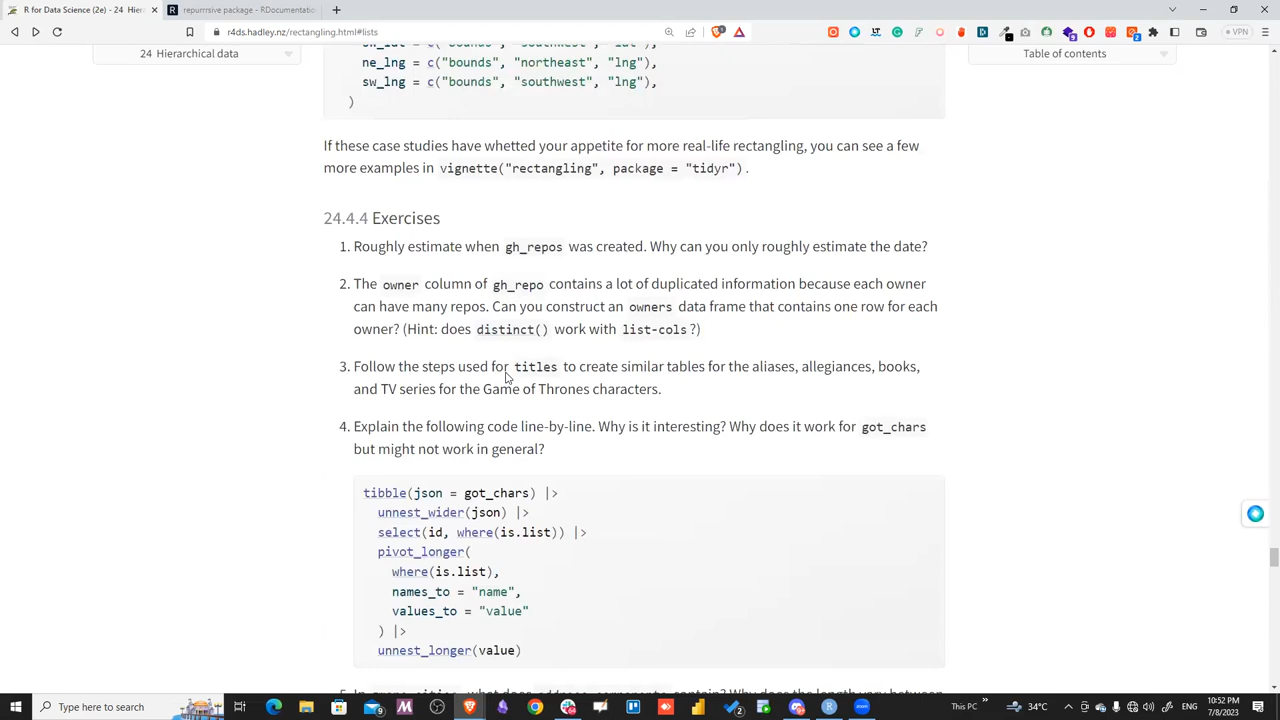 R for Data Science (2e) - 24 Hiera
repurrrsive package - RDocumentati
r4ds.hadley.nz/rectangling.html#lists
VPN
24 Hierarchical data
Table of contents
ne_lng = c("bounds", "northeast", "lng"),
sw_lng = c("bounds", "southwest", "lng"),
)
If these case studies have whetted your appetite for more real-life rectangling, you can see a few
more examples in vignette("rectangling", package = "tidyr").
24.4.4 Exercises
1. Roughly estimate when gh_repos was created. Why can you only roughly estimate the date?
2. The owner column of gh_repo contains a lot of duplicated information because each owner
can have many repos. Can you construct an owners data frame that contains one row for each
owner? (Hint: does distinct() work with list-cols?)
3. Follow the steps used for titles to create similar tables for the aliases, allegiances, books,
and TV series for the Game of Thrones characters.
4. Explain the following code line-by-line. Why is it interesting? Why does it work for got_chars
but might not work in general?
tibble(json = got_chars) |>
unnest_wider(json) |>
select(id, where(is.list)) |>
pivot_longer(
where(is.list),
names_to = "name",
values_to = "value"
) |>
unnest_longer(value)
Type here to search
This PC
34°C
ENG
10:52 PM
7/8/2023